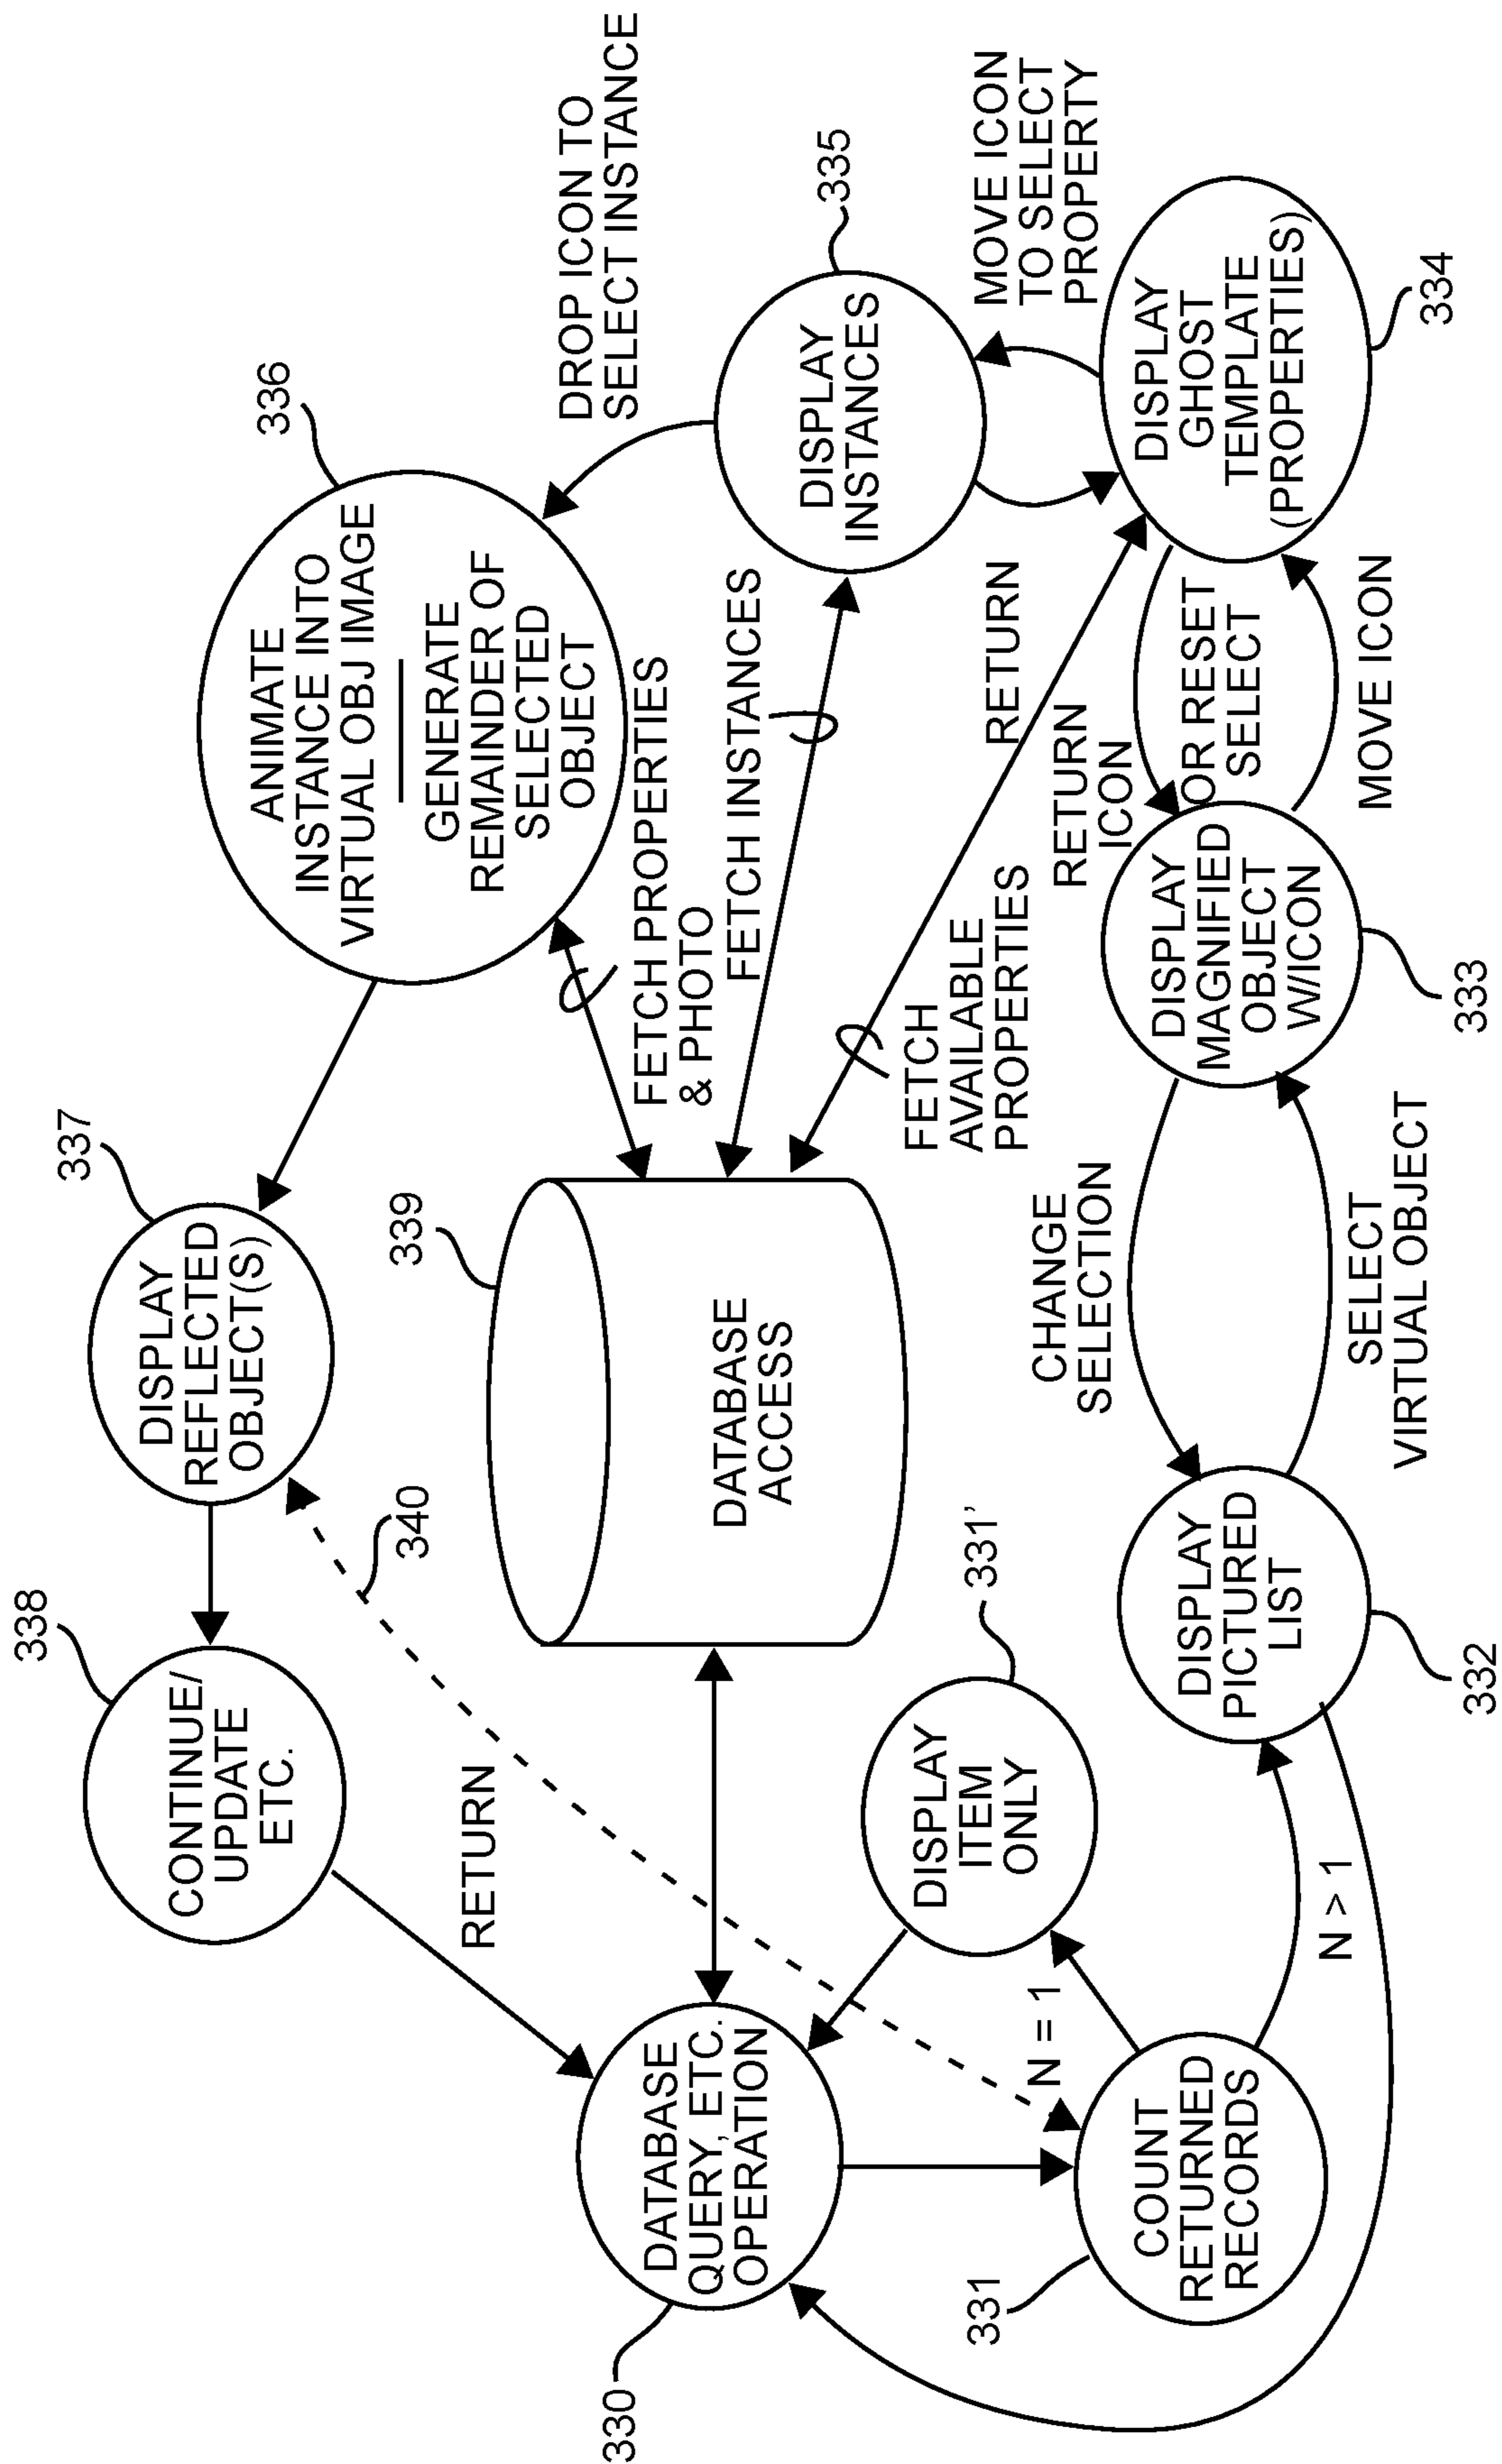 338
CONTINUE/
UPDATE
ETC.
337
DISPLAY
REFLECTED
OBJECT(S)
336
ANIMATE
INSTANCE INTO
VIRTUAL OBJ IMAGE
GENERATE
REMAINDER OF
SELECTED
OBJECT
DROP ICON TO
SELECT INSTANCE
RETURN
340
339
DATABASE
ACCESS
FETCH PROPERTIES
& PHOTO
FETCH INSTANCES
335
DISPLAY
INSTANCES
330
DATABASE
QUERY, ETC.
OPERATION
331'
DISPLAY
ITEM
ONLY
FETCH
AVAILABLE
PROPERTIES
RETURN
MOVE ICON
TO SELECT
PROPERTY
331
COUNT
RETURNED
RECORDS
N = 1
N > 1
332
DISPLAY
PICTURED
LIST
CHANGE
SELECTION
SELECT
VIRTUAL OBJECT
333
DISPLAY
MAGNIFIED
OBJECT
W/ICON
RETURN
ICON
OR RESET
SELECT
MOVE ICON
334
DISPLAY
GHOST
TEMPLATE
(PROPERTIES)